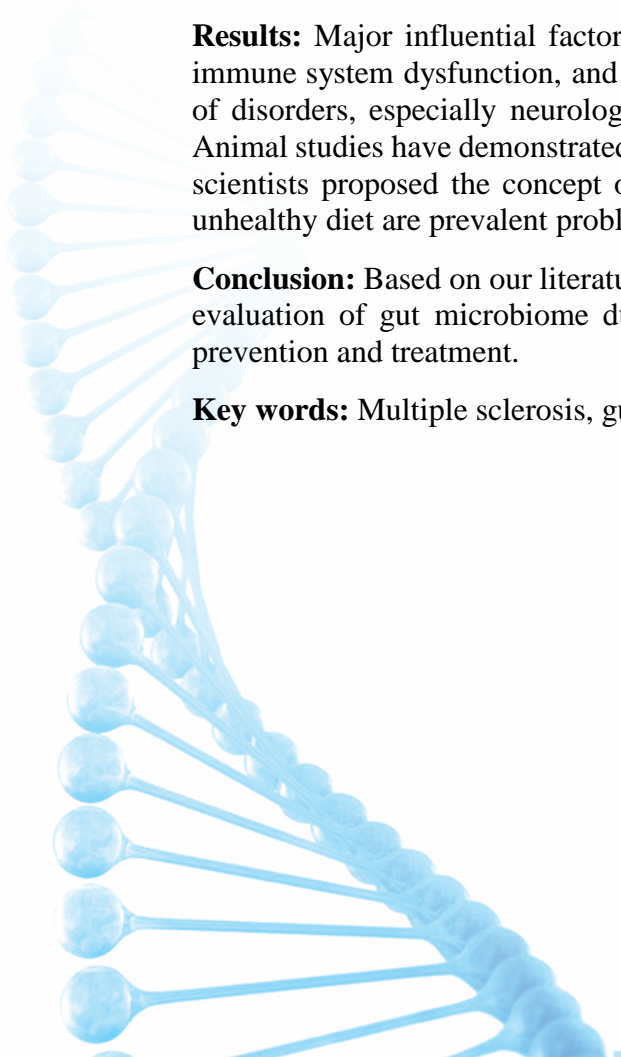 Results: Major influential factor
immune system dysfunction, and
of disorders, especially neurolog
Animal studies have demonstrated
scientists proposed the concept
unhealthy diet are prevalent probl
Conclusion: Based on our literatu
evaluation of gut microbiome du
prevention and treatment.
Key words: Multiple sclerosis, gu